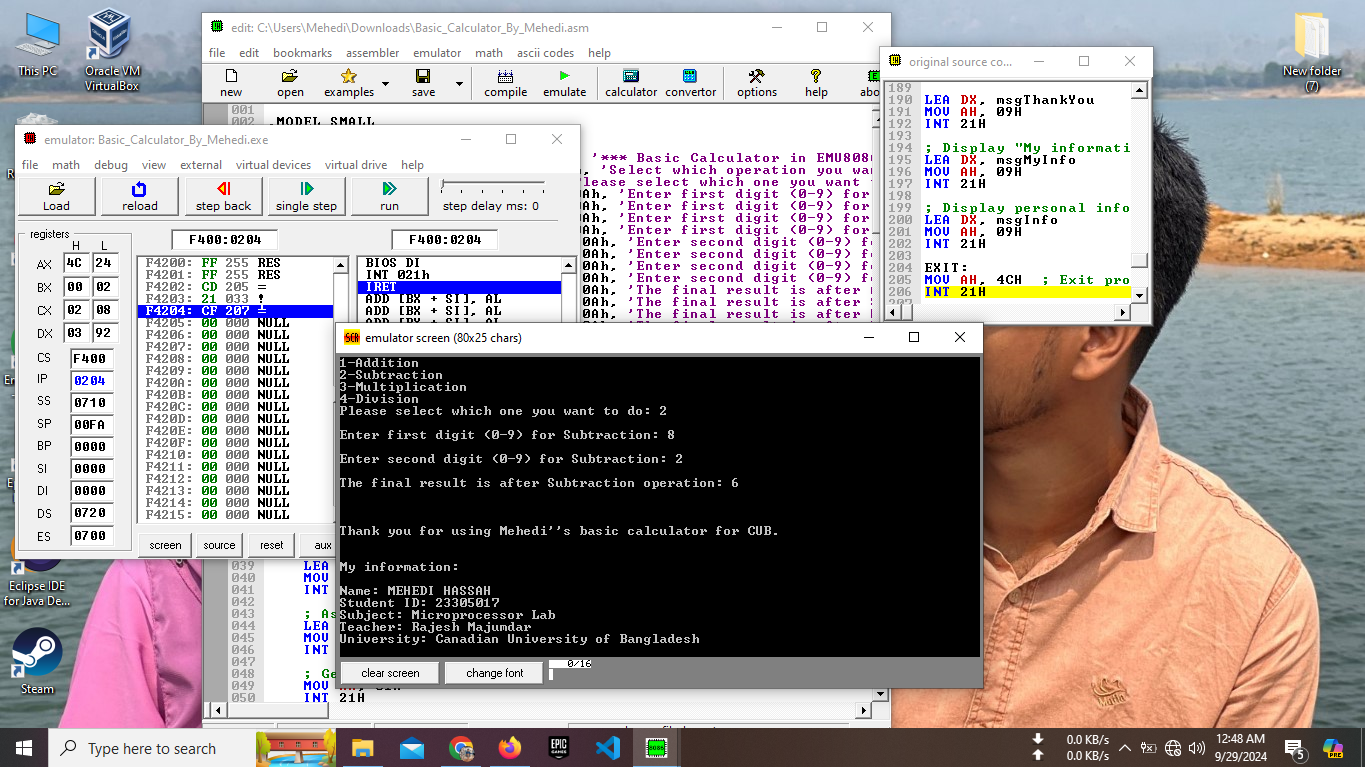 This PC
Oracle VM
VirtualBox
New folder
(7)
Eclipse IDE
for Java De...
Steam
edit: C:\Users\Mehedi\Downloads\Basic_Calculator_By_Mehedi.asm
file edit bookmarks assembler emulator math ascii codes help
new open examples save compile emulate calculator convertor options help abo
001
002 .MODEL SMALL
'*** Basic Calculator in EMU808
, 'Select which operation you wan
lease select which one you want
0Ah, 'Enter first digit (0-9) for
0Ah, 'Enter first digit (0-9) for
0Ah, 'Enter first digit (0-9) for
0Ah, 'Enter first digit (0-9) for
0Ah, 'Enter second digit (0-9) f
0Ah, 'Enter second digit (0-9) f
0Ah, 'Enter second digit (0-9) f
0Ah, 'Enter second digit (0-9) f
0Ah, 'The final result is after
0Ah, 'The final result is after
0Ah, 'The final result is after
039 LEA
040 MOV
041 INT
042
043 ; As
044 LEA
045 MOV
046 INT
047
048 ; Ge
049 MOV AH, 01H
050 INT 21H
original source co...
189
190 LEA DX, msgThankYou
191 MOV AH, 09H
192 INT 21H
193
194 ; Display "My informati
195 LEA DX, msgMyInfo
196 MOV AH, 09H
197 INT 21H
198
199 ; Display personal info
200 LEA DX, msgInfo
201 MOV AH, 09H
202 INT 21H
203
204 EXIT:
205 MOV AH, 4CH ; Exit pro
206 INT 21H
207
emulator: Basic_Calculator_By_Mehedi.exe
file math debug view external virtual devices virtual drive help
Load reload step back single step run step delay ms: 0
registers
H L
F400:0204 F400:0204
AX 4C 24
BX 00 02
CX 02 08
DX 03 92
CS F400
IP 0204
SS 0710
SP 00FA
BP 0000
SI 0000
DI 0000
DS 0720
ES 0700
F4200: FF 255 RES
F4201: FF 255 RES
F4202: CD 205 =
F4203: 21 033 !
F4204: CF 207 ╧
F4205: 00 000 NULL
F4206: 00 000 NULL
F4207: 00 000 NULL
F4208: 00 000 NULL
F4209: 00 000 NULL
F420A: 00 000 NULL
F420B: 00 000 NULL
F420C: 00 000 NULL
F420D: 00 000 NULL
F420E: 00 000 NULL
F420F: 00 000 NULL
F4210: 00 000 NULL
F4211: 00 000 NULL
F4212: 00 000 NULL
F4213: 00 000 NULL
F4214: 00 000 NULL
F4215: 00 000 NULL
BIOS DI
INT 021h
IRET
ADD [BX + SI], AL
ADD [BX + SI], AL
screen source reset aux
emulator screen (80x25 chars)
1-Addition
2-Subtraction
3-Multiplication
4-Division
Please select which one you want to do: 2
Enter first digit (0-9) for Subtraction: 8
Enter second digit (0-9) for Subtraction: 2
The final result is after Subtraction operation: 6
Thank you for using Mehedi''s basic calculator for CUB.
My information:
Name: MEHEDI HASSAH
Student ID: 23305017
Subject: Microprocessor Lab
Teacher: Rajesh Majumdar
University: Canadian University of Bangladesh
clear screen change font 0/16
Type here to search
EPIC
GAMES
8086
0.0 KB/s
0.0 KB/s
12:48 AM
9/29/2024
5
PRE